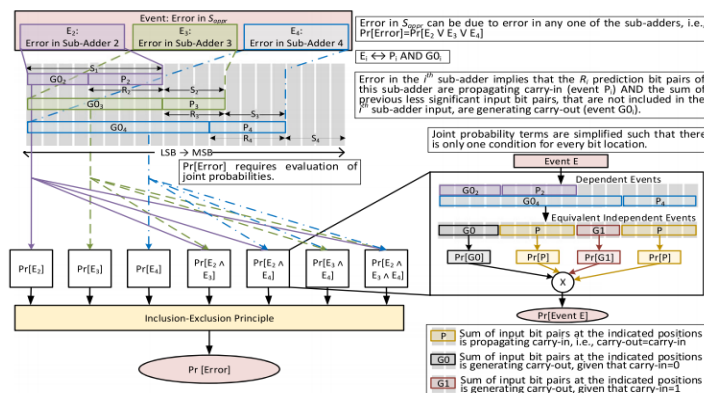 Event: Error in Sappr
E2:
Error in Sub-Adder 2
E3:
Error in Sub-Adder 3
E4:
Error in Sub-Adder 4
Error in Sappr can be due to error in any one of the sub-adders, i.e.,
Pr[Error]=Pr[E2 V E3 V E4]
Ei ↔ Pi AND G0i
Error in the ith sub-adder implies that the Ri prediction bit pairs of
this sub-adder are propagating carry-in (event Pi) AND the sum of
previous less significant input bit pairs, that are not included in the
ith sub-adder input, are generating carry-out (event G0i).
S1
G02
P2
R2
S2
G03
P3
R3
S3
G04
P4
R4
S4
LSB → MSB
Pr[Error] requires evaluation of
joint probabilities.
Joint probability terms are simplified such that there
is only one condition for every bit location.
Event E
Dependent Events
G02
P2
G04
P4
Equivalent Independent Events
G0
P
G1
P
Pr[G0]
Pr[P]
Pr[G1]
Pr[P]
X
Pr[Event E]
Pr[E2]
Pr[E3]
Pr[E4]
Pr[E2 ∧
E3]
Pr[E2 ∧
E4]
Pr[E3 ∧
E4]
Pr[E2 ∧
E3 ∧ E4]
Inclusion-Exclusion Principle
Pr [Error]
P
Sum of input bit pairs at the indicated positions
is propagating carry-in, i.e., carry-out=carry-in
G0
Sum of input bit pairs at the indicated positions
is generating carry-out, given that carry-in=0
G1
Sum of input bit pairs at the indicated positions
is generating carry-out, given that carry-in=1